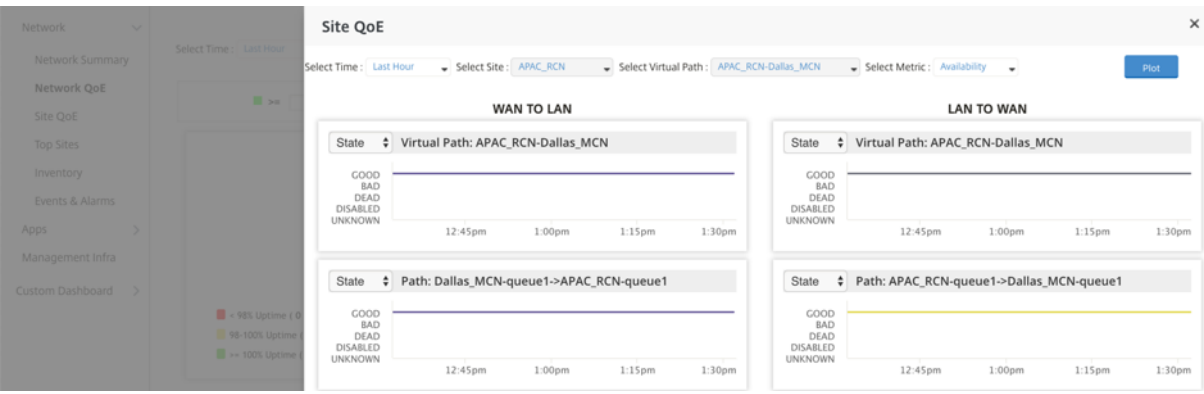 Network
Network Summary
Network QoE
Site QoE
Top Sites
Inventory
Events & Alarms
Apps
Management Infra
Custom Dashboard
Select Time : Last Hour
>=
< 98% Uptime ( 0
98-100% Uptime (
>= 100% Uptime (
Site QoE
×
Select Time : Last Hour Select Site : APAC_RCN Select Virtual Path : APAC_RCN-Dallas_MCN Select Metric : Availability Plot
WAN TO LAN
State Virtual Path: APAC_RCN-Dallas_MCN
GOOD
BAD
DEAD
DISABLED
UNKNOWN
12:45pm 1:00pm 1:15pm 1:30pm
State Path: Dallas_MCN-queue1->APAC_RCN-queue1
GOOD
BAD
DEAD
DISABLED
UNKNOWN
12:45pm 1:00pm 1:15pm 1:30pm
LAN TO WAN
State Virtual Path: APAC_RCN-Dallas_MCN
GOOD
BAD
DEAD
DISABLED
UNKNOWN
12:45pm 1:00pm 1:15pm 1:30pm
State Path: APAC_RCN-queue1->Dallas_MCN-queue1
GOOD
BAD
DEAD
DISABLED
UNKNOWN
12:45pm 1:00pm 1:15pm 1:30pm